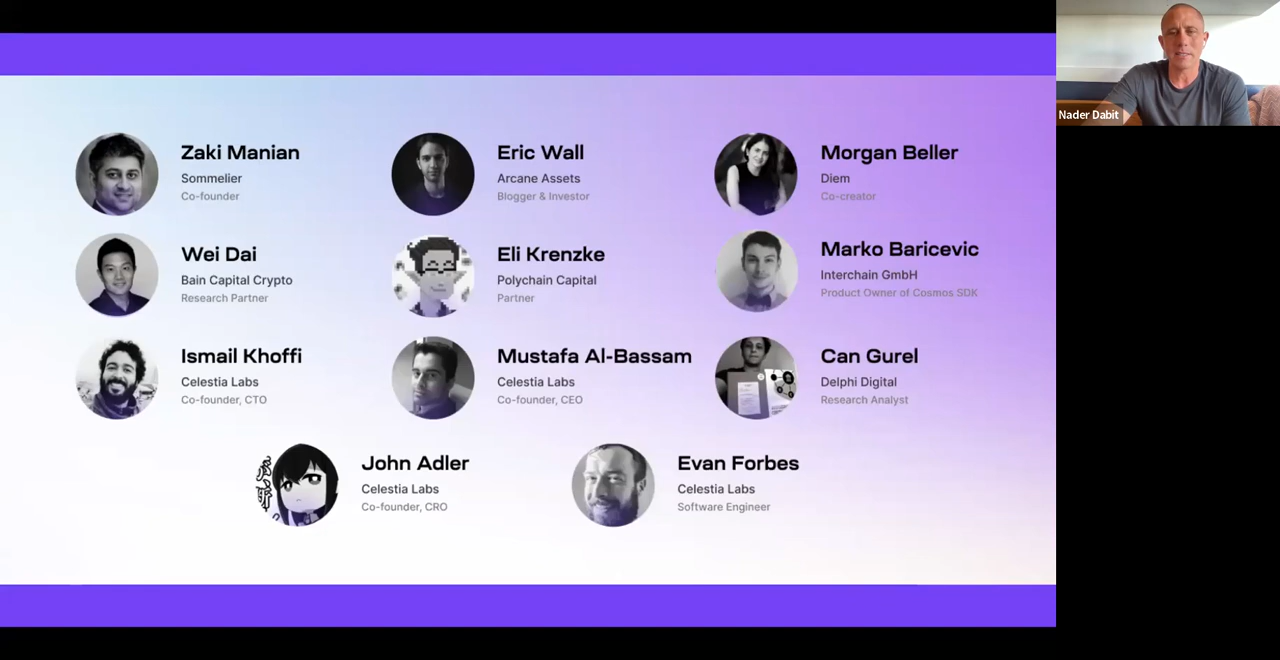 Zaki Manian
Sommelier
Co-founder
Eric Wall
Arcane Assets
Blogger & Investor
Morgan Beller
Diem
Co-creator
Wei Dai
Bain Capital Crypto
Research Partner
Eli Krenzke
Polychain Capital
Partner
Marko Baricevic
Interchain GmbH
Product Owner of Cosmos SDK
Ismail Khoffi
Celestia Labs
Co-founder, CTO
Mustafa Al-Bassam
Celestia Labs
Co-founder, CEO
Can Gurel
Delphi Digital
Research Analyst
John Adler
Celestia Labs
Co-founder, CRO
Evan Forbes
Celestia Labs
Software Engineer
Nader Dabit